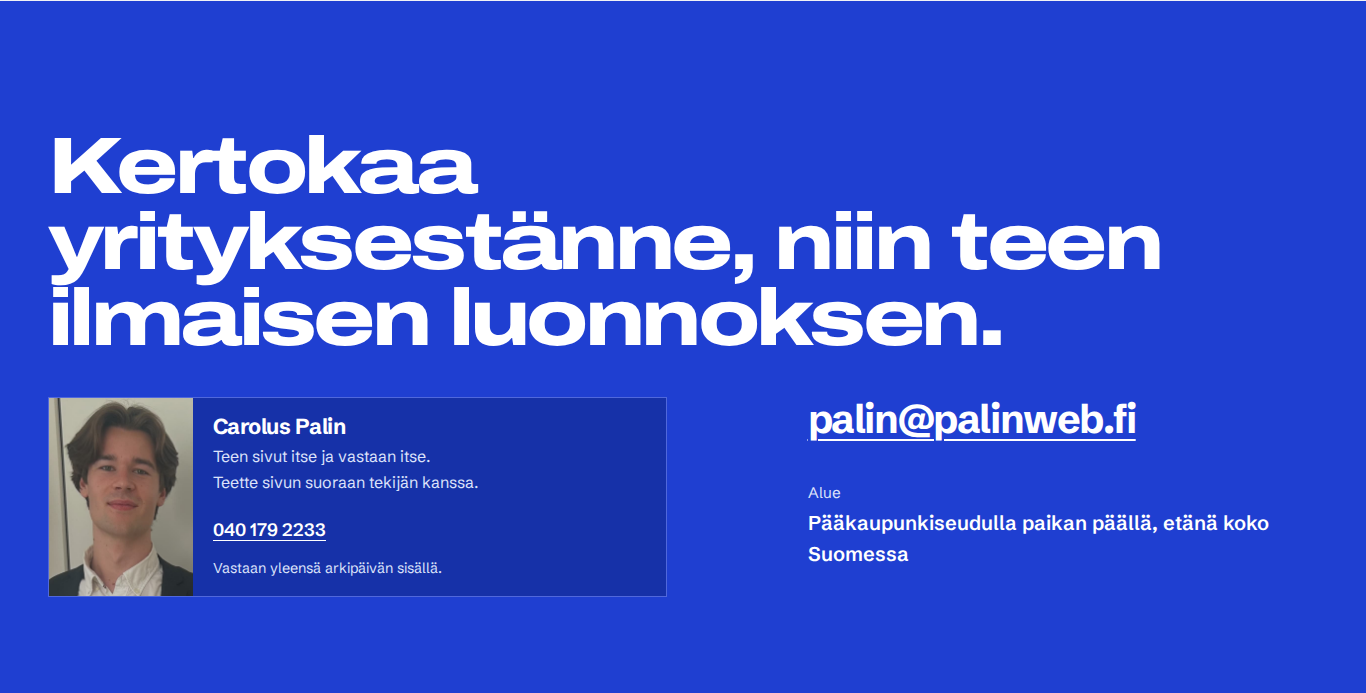 Kertokaa
yrityksestänne, niin teen
ilmaisen luonnoksen.
Carolus Palin
Teen sivut itse ja vastaan itse.
Teette sivun suoraan tekijän kanssa.
040 179 2233
Vastaan yleensä arkipäivän sisällä.
palin@palinweb.fi
Alue
Pääkaupunkiseudulla paikan päällä, etänä koko
Suomessa